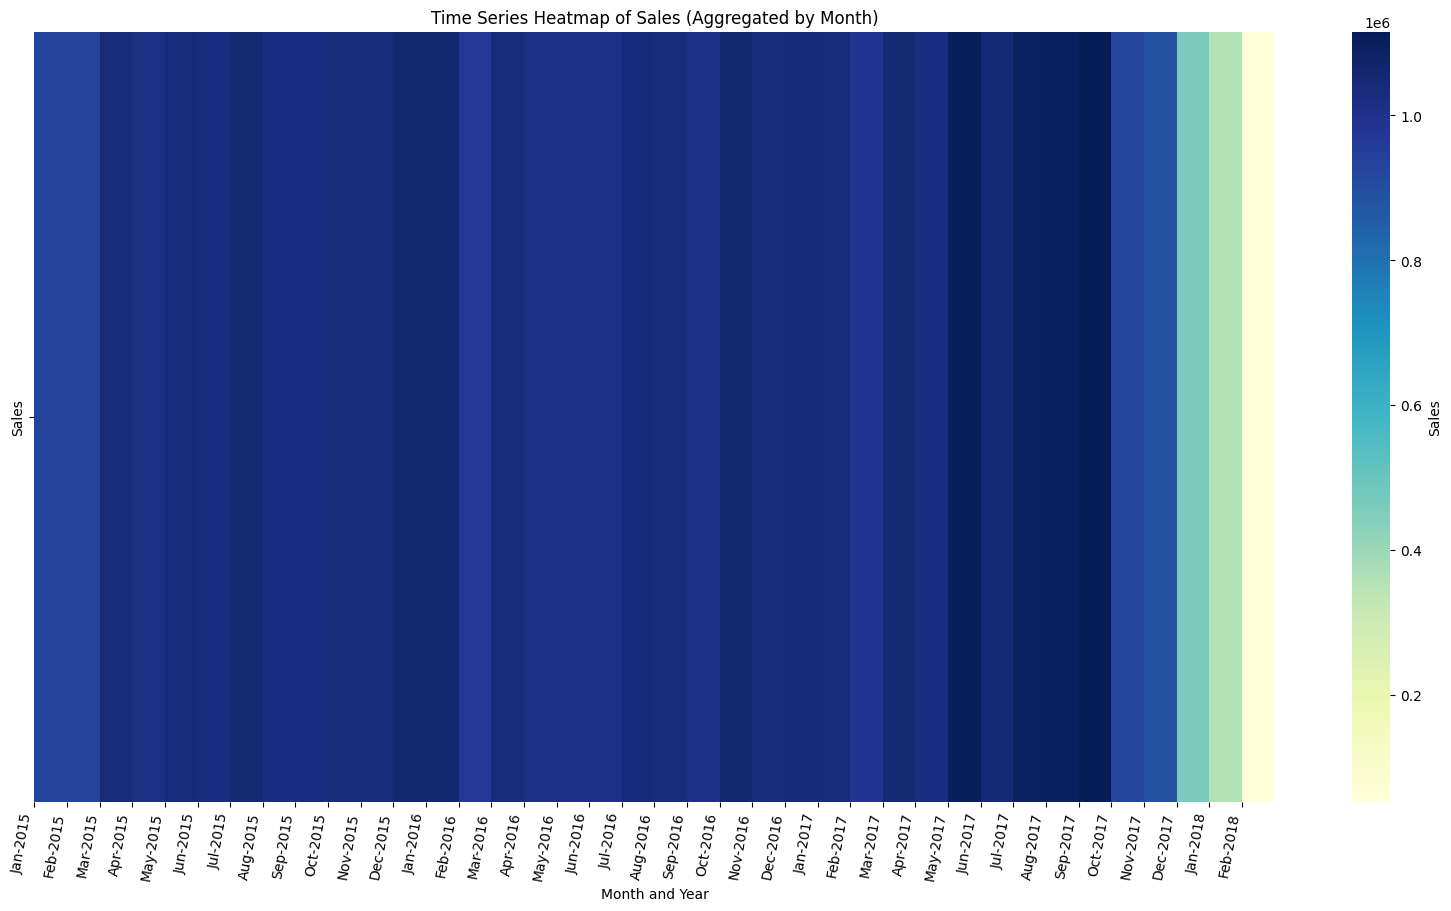 Time Series Heatmap of Sales (Aggregated by Month)
1e6
1.0
0.8
0.6
0.4
0.2
Sales
Sales
Jan-2015
Feb-2015
Mar-2015
Apr-2015
May-2015
Jun-2015
Jul-2015
Aug-2015
Sep-2015
Oct-2015
Nov-2015
Dec-2015
Jan-2016
Feb-2016
Mar-2016
Apr-2016
May-2016
Jun-2016
Jul-2016
Aug-2016
Sep-2016
Oct-2016
Nov-2016
Dec-2016
Jan-2017
Feb-2017
Mar-2017
Apr-2017
May-2017
Jun-2017
Jul-2017
Aug-2017
Sep-2017
Oct-2017
Nov-2017
Dec-2017
Jan-2018
Feb-2018
Month and Year